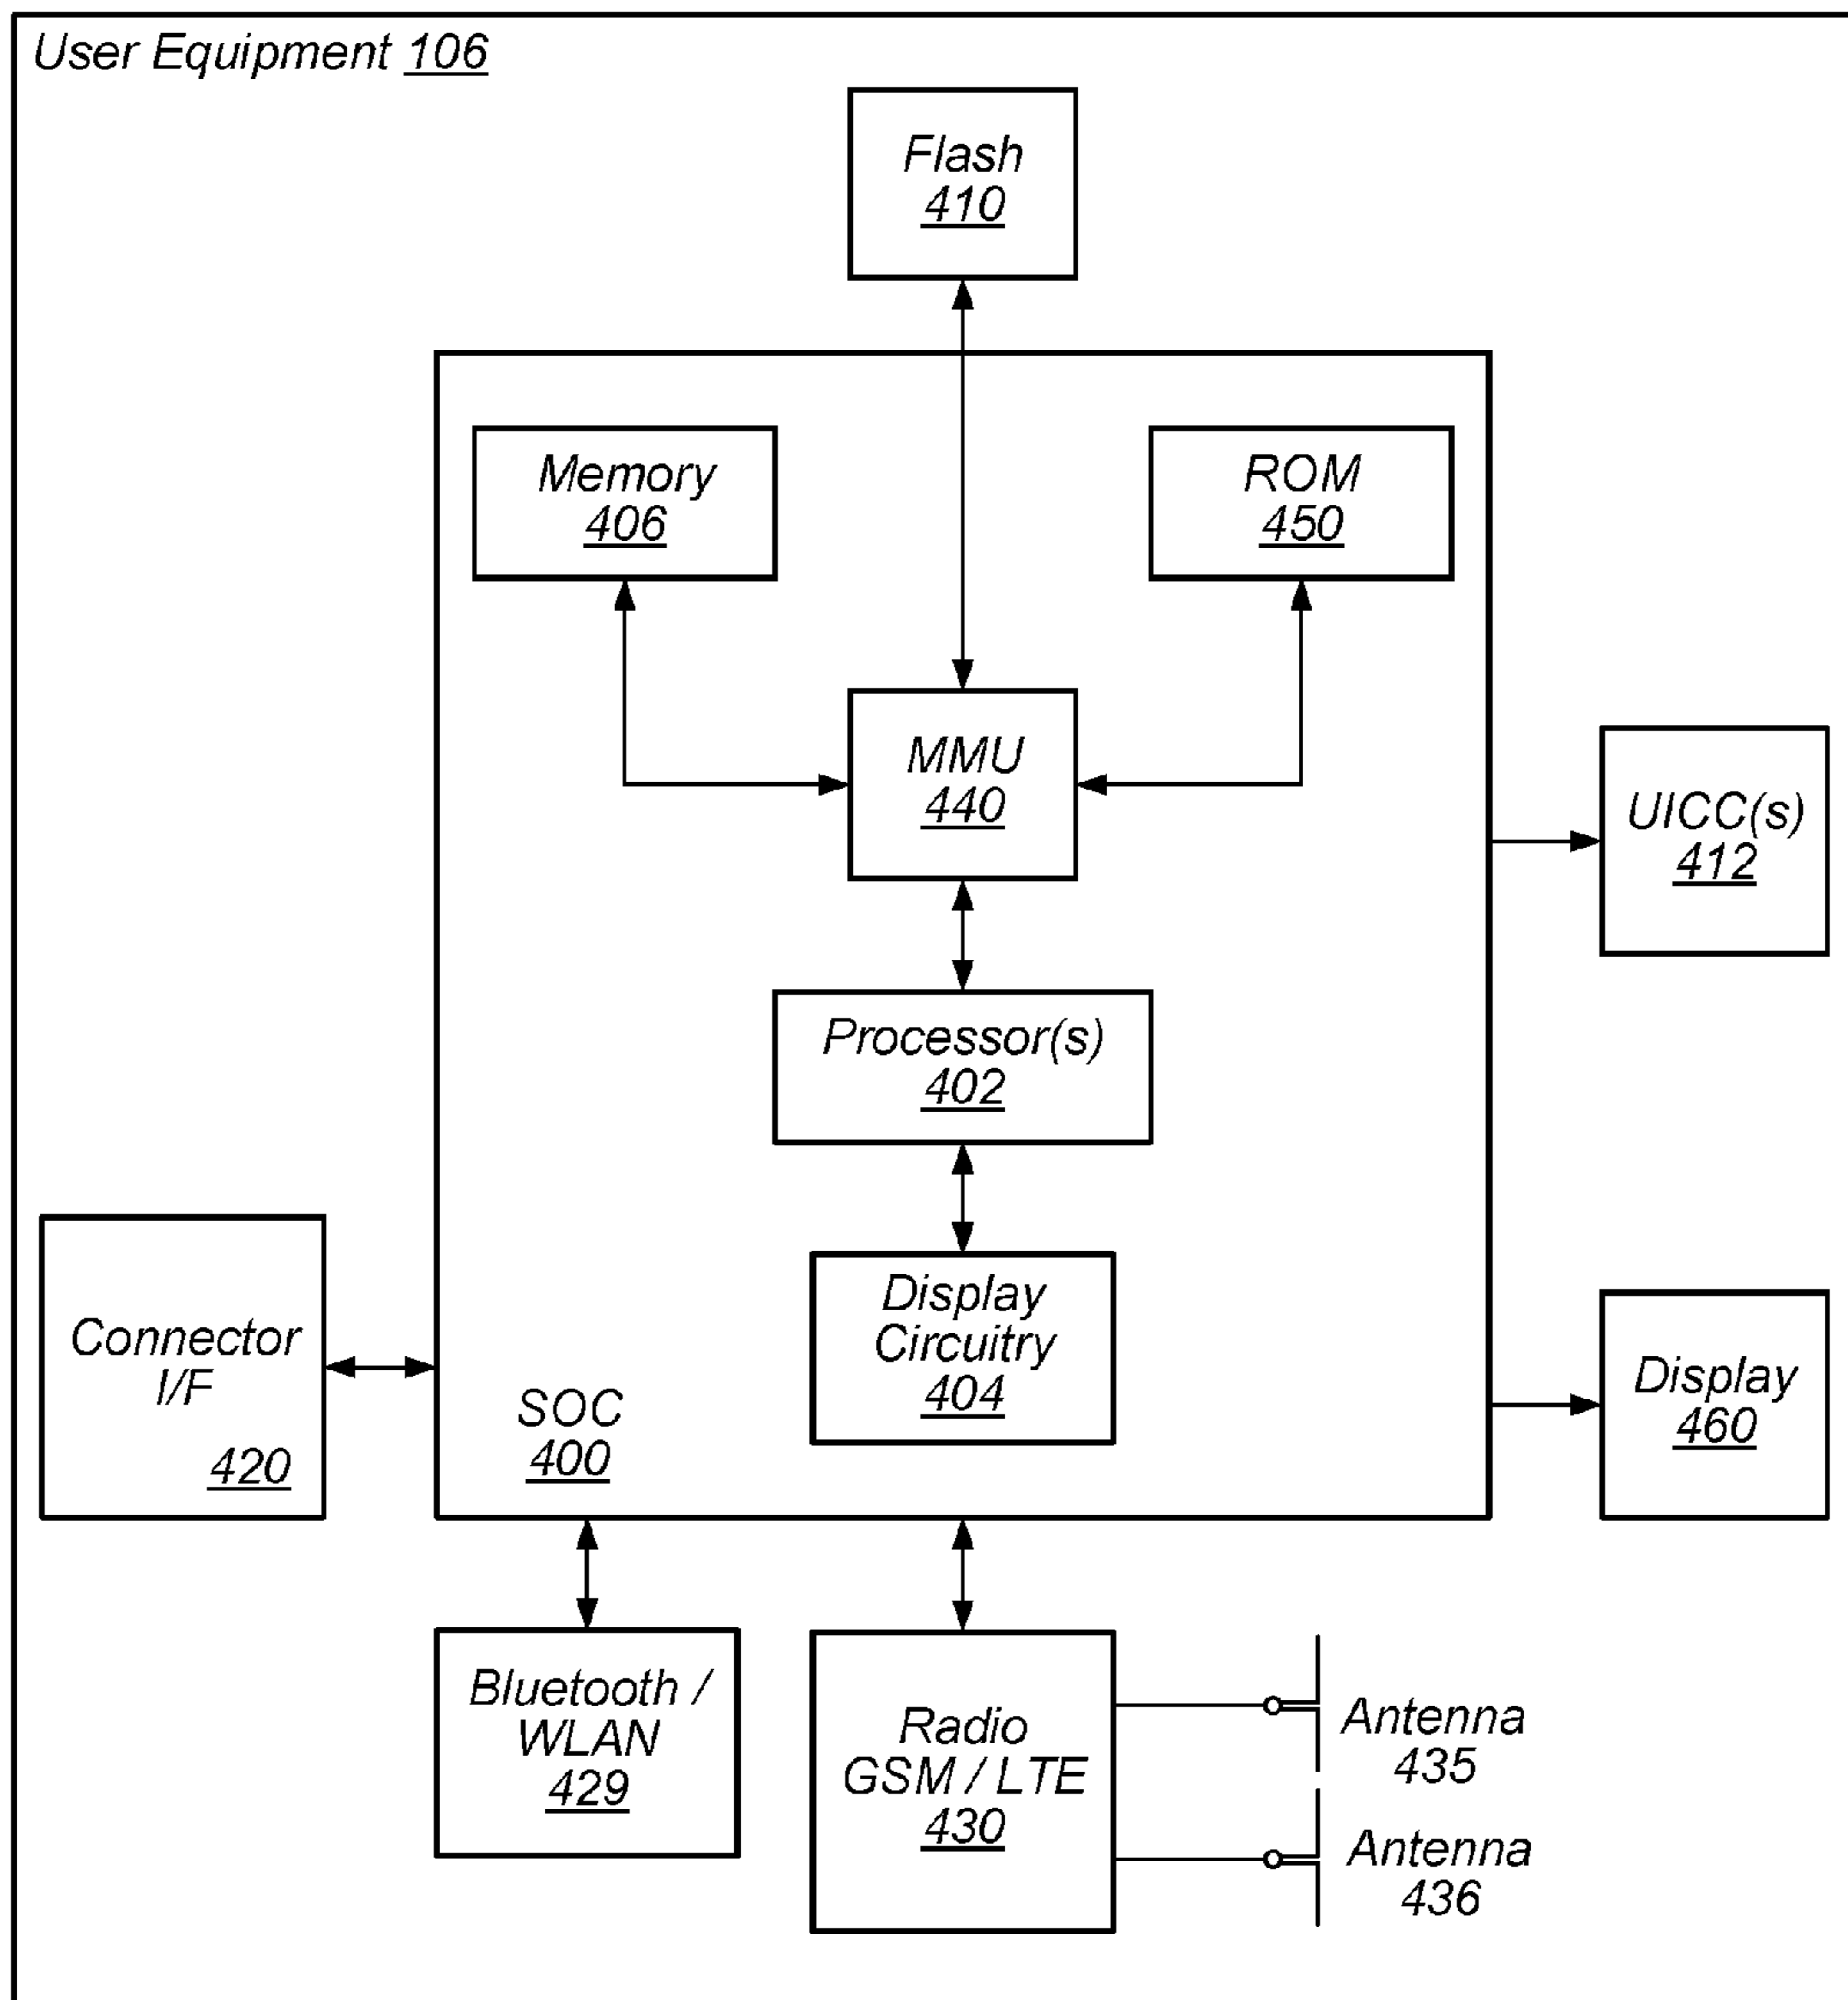 User Equipment 106
Flash
410
Memory
406
ROM
450
MMU
440
UICC(s)
412
Processor(s)
402
Display
Circuitry
404
Connector
I/F
420
SOC
400
Display
460
Bluetooth /
WLAN
429
Radio
GSM / LTE
430
Antenna
435
Antenna
436